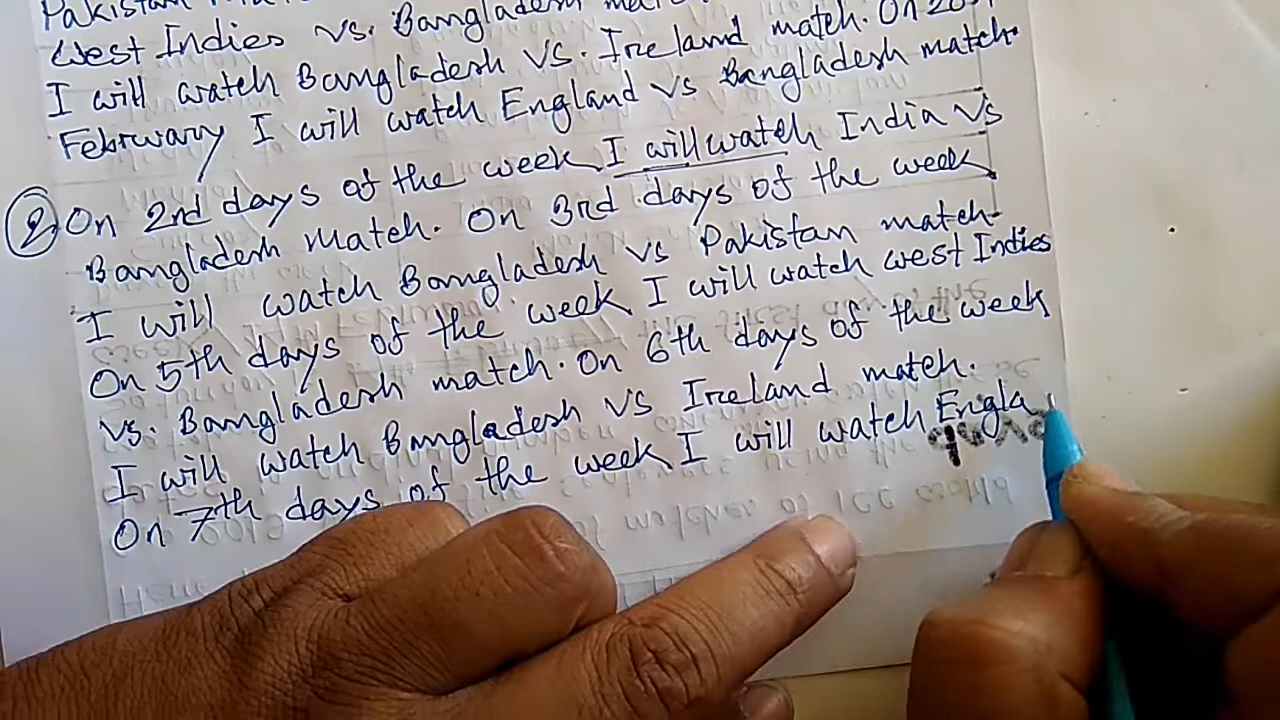 Pakistan
West Indies vs. Bangladesh
I will watch Bangladesh vs. Ireland match. On
February I will watch England vs Bangladesh match.
2. On 2nd days of the week I will watch India vs
Bangladesh match. On 3rd days of the week
I will watch Bangladesh vs Pakistan match.
On 5th days of the week I will watch west Indies
vs. Bangladesh match. On 6th days of the week
I will watch Bangladesh vs Ireland match.
On 7th days of the week I will watch Engla